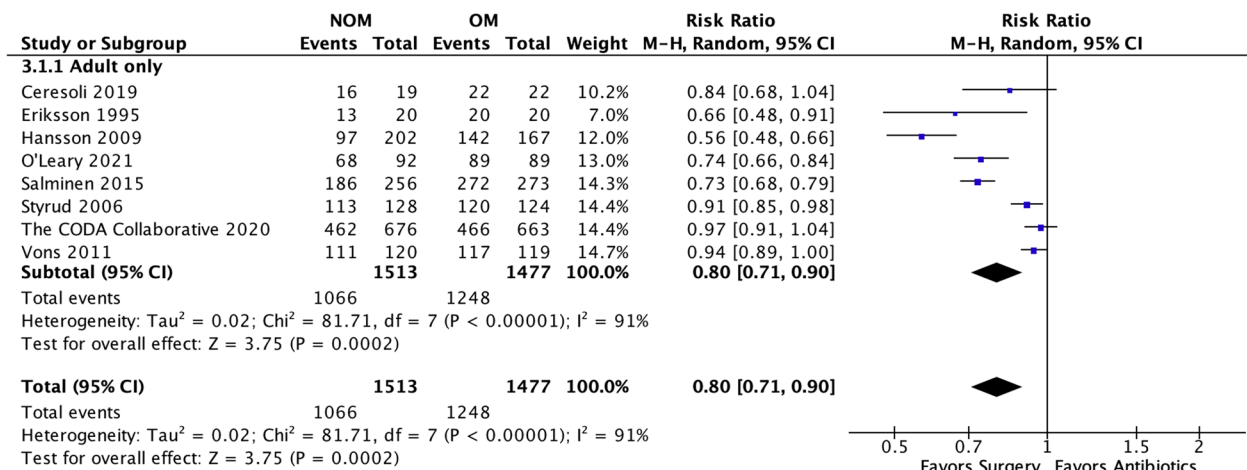 NOM OM Risk Ratio Risk Ratio
Study or Subgroup Events Total Events Total Weight M-H, Random, 95% CI M-H, Random, 95% CI
3.1.1 Adult only
Ceresoli 2019 16 19 22 22 10.2% 0.84 [0.68, 1.04]
Eriksson 1995 13 20 20 20 7.0% 0.66 [0.48, 0.91]
Hansson 2009 97 202 142 167 12.0% 0.56 [0.48, 0.66]
O'Leary 2021 68 92 89 89 13.0% 0.74 [0.66, 0.84]
Salminen 2015 186 256 272 273 14.3% 0.73 [0.68, 0.79]
Styrud 2006 113 128 120 124 14.4% 0.91 [0.85, 0.98]
The CODA Collaborative 2020 462 676 466 663 14.4% 0.97 [0.91, 1.04]
Vons 2011 111 120 117 119 14.7% 0.94 [0.89, 1.00]
Subtotal (95% CI) 1513 1477 100.0% 0.80 [0.71, 0.90]
Total events 1066 1248
Heterogeneity: Tau² = 0.02; Chi² = 81.71, df = 7 (P < 0.00001); I² = 91%
Test for overall effect: Z = 3.75 (P = 0.0002)
Total (95% CI) 1513 1477 100.0% 0.80 [0.71, 0.90]
Total events 1066 1248
Heterogeneity: Tau² = 0.02; Chi² = 81.71, df = 7 (P < 0.00001); I² = 91%
Test for overall effect: Z = 3.75 (P = 0.0002)
0.5 0.7 1 1.5 2
Favors Surgery Favors Antibiotics